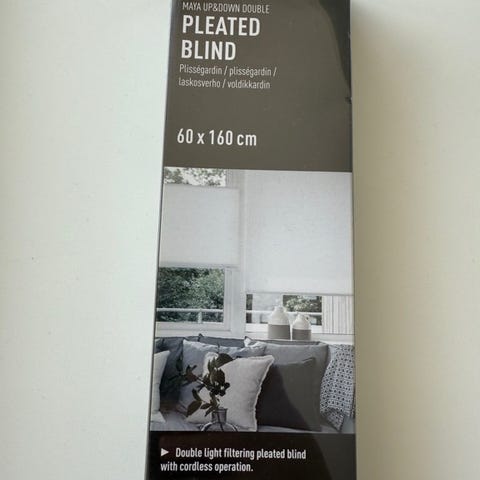 MAYA UP&DOWN DOUBLE
PLEATED
BLIND
Plisségardin / plisségardin /
laskosverho / voldikkardin
60 x 160 cm
► Double light filtering pleated blind
with cordless operation.